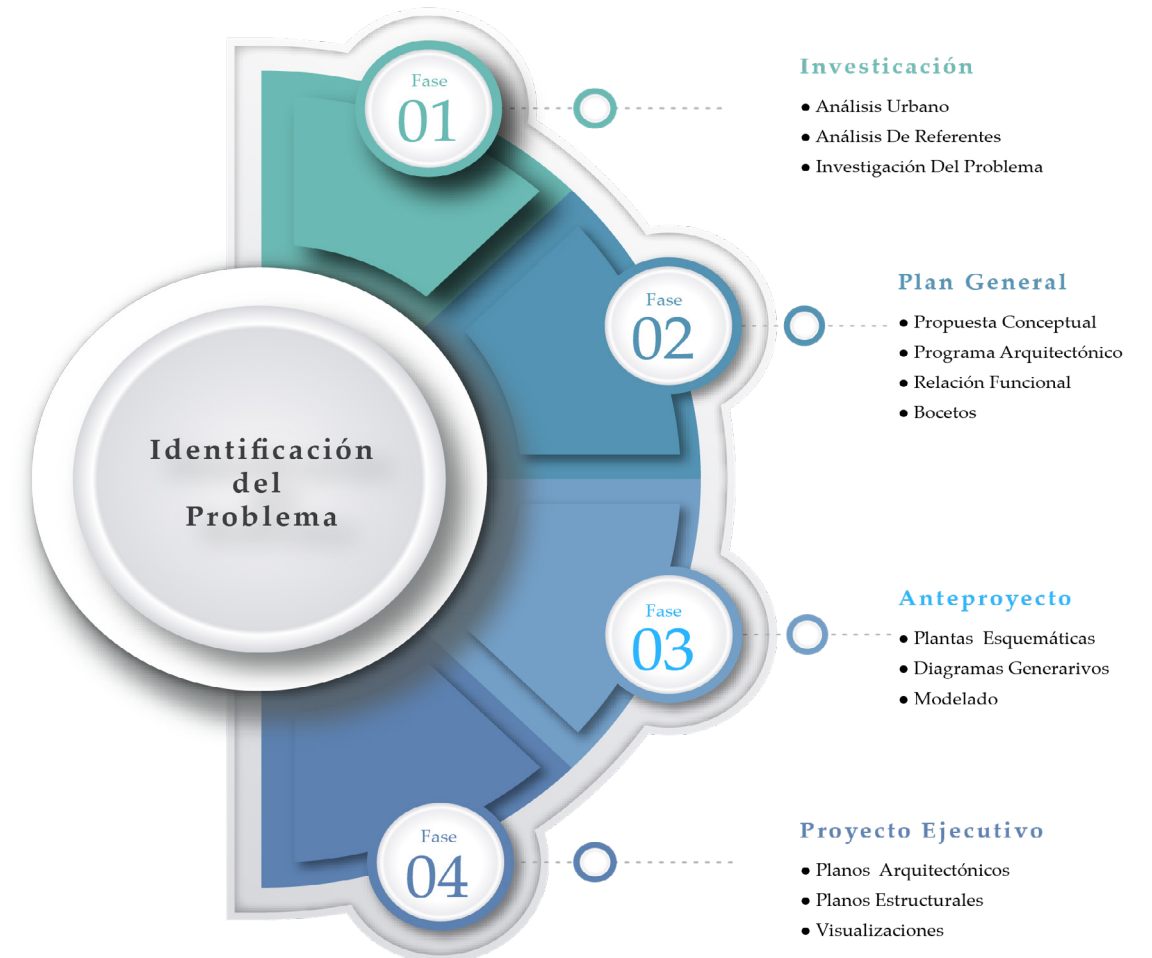 Identificación
del
Problema
Fase
01
Investicación
● Análisis Urbano
● Análisis De Referentes
● Investigación Del Problema
Fase
02
Plan General
● Propuesta Conceptual
● Programa Arquitectónico
● Relación Funcional
● Bocetos
Fase
03
Anteproyecto
● Plantas  Esquemáticas
● Diagramas Generarivos
● Modelado
Fase
04
Proyecto Ejecutivo
● Planos  Arquitectónicos
● Planos Estructurales
● Visualizaciones